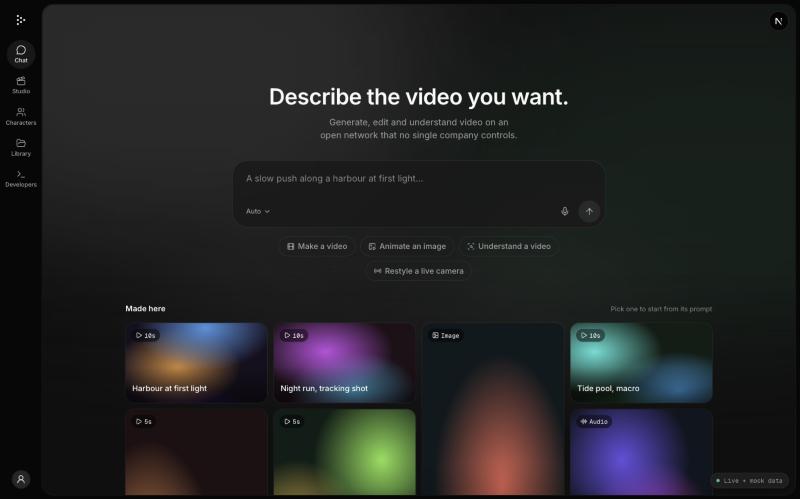 N
Chat
Studio
Characters
Library
Developers
Describe the video you want.
Generate, edit and understand video on an
open network that no single company controls.
A slow push along a harbour at first light...
Auto
Make a video
Animate an image
Understand a video
Restyle a live camera
Made here
Pick one to start from its prompt
10s
Harbour at first light
10s
Night run, tracking shot
Image
10s
Tide pool, macro
5s
5s
Audio
Live + mock data